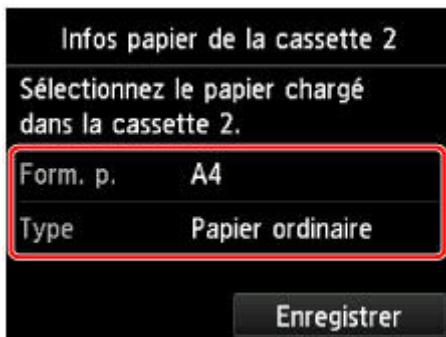 Infos papier de la cassette 2
Sélectionnez le papier chargé
dans la cassette 2.
Form. p. A4
Type Papier ordinaire
Enregistrer